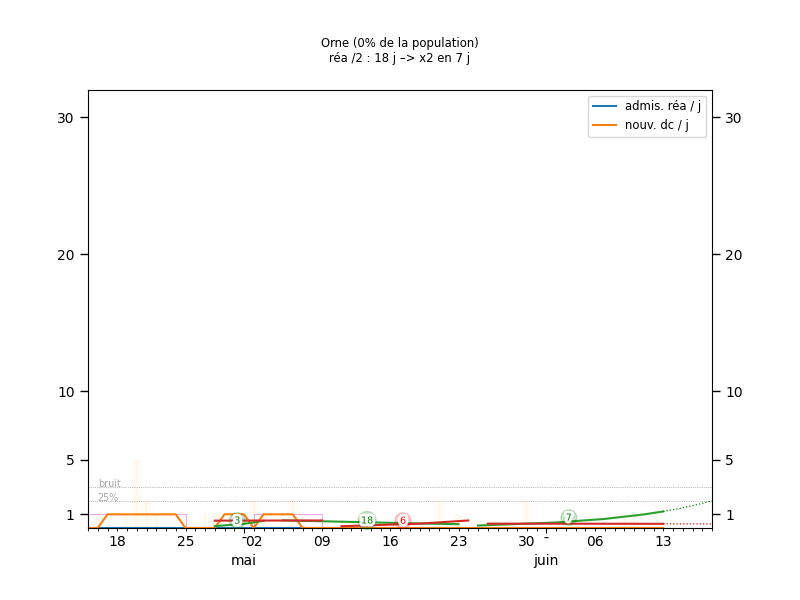 Orne (0% de la population)
réa /2 : 18 j –> x2 en 7 j
admis. réa / j
nouv. dc / j
30 30
20 20
10 10
5 5
bruit
25%
1 1
3 18 6 7
18 25 02 09 16 23 30 06 13
mai juin